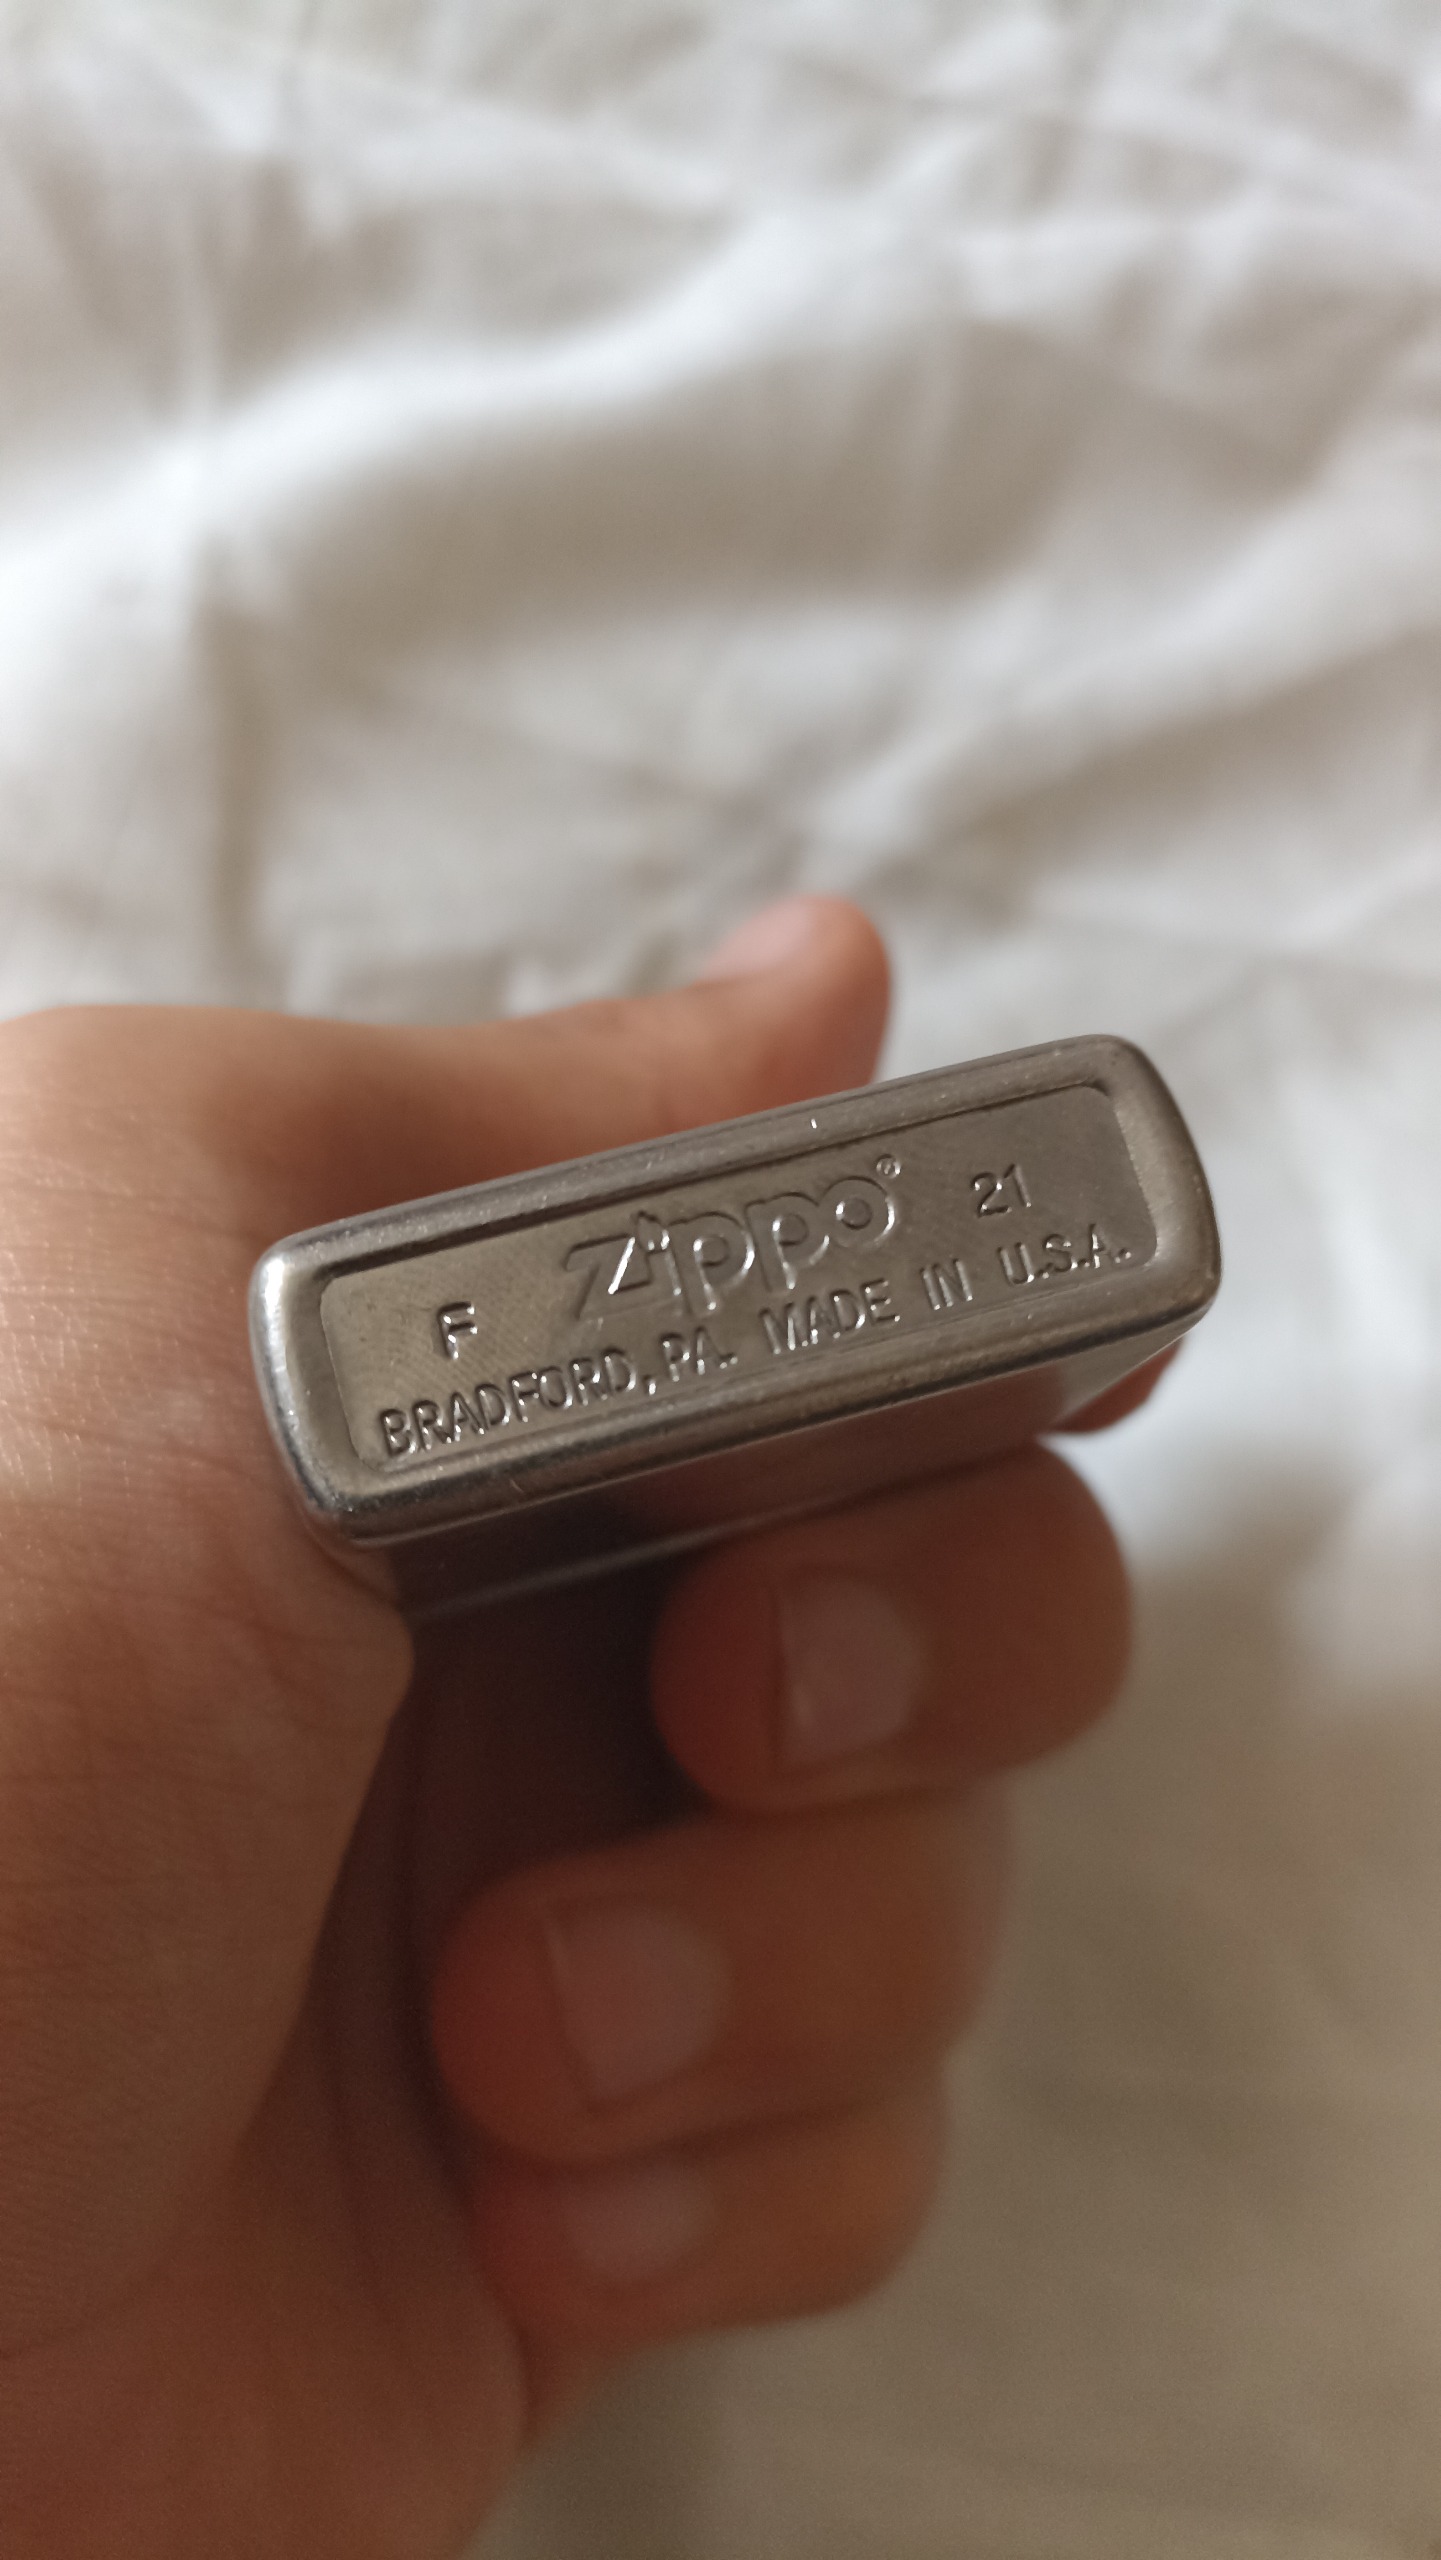 F Zippo® 21
BRADFORD, PA. MADE IN U.S.A.